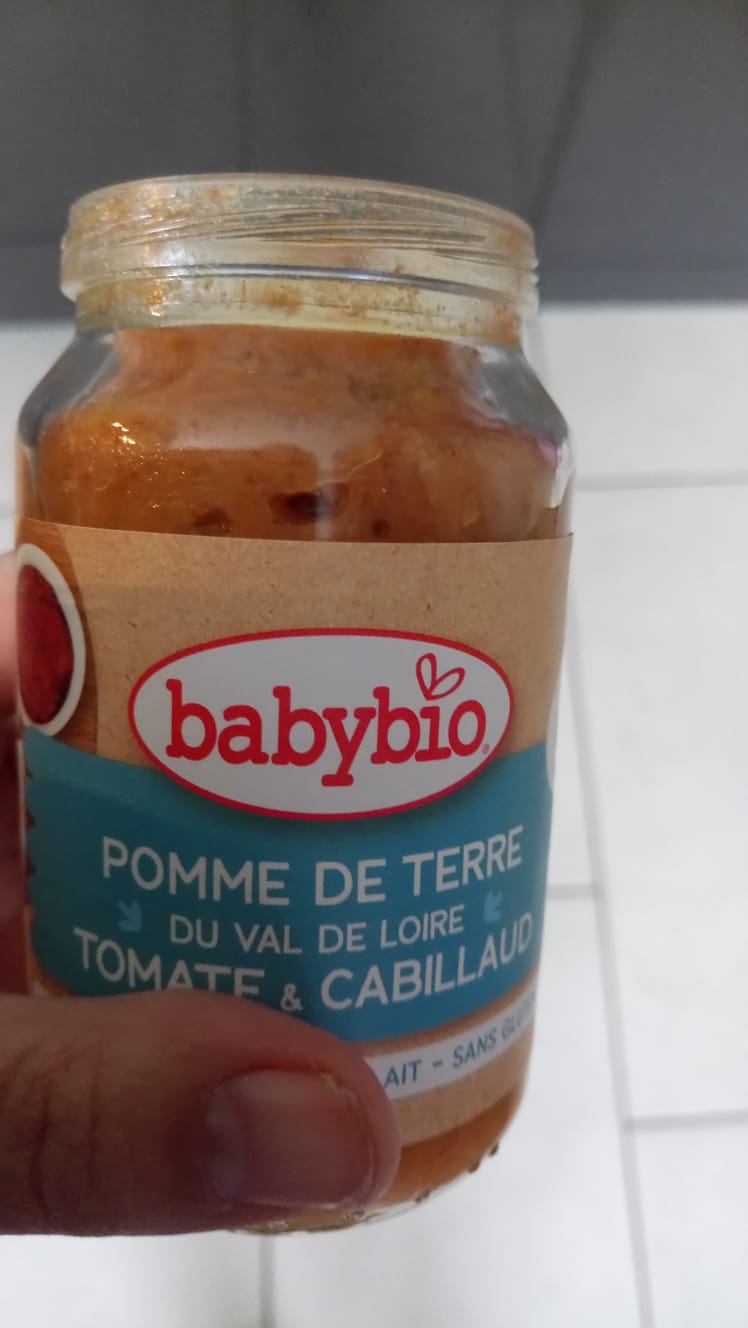 babybio
POMME DE TERRE
DU VAL DE LOIRE
TOMATE & CABILLAUD
- SANS